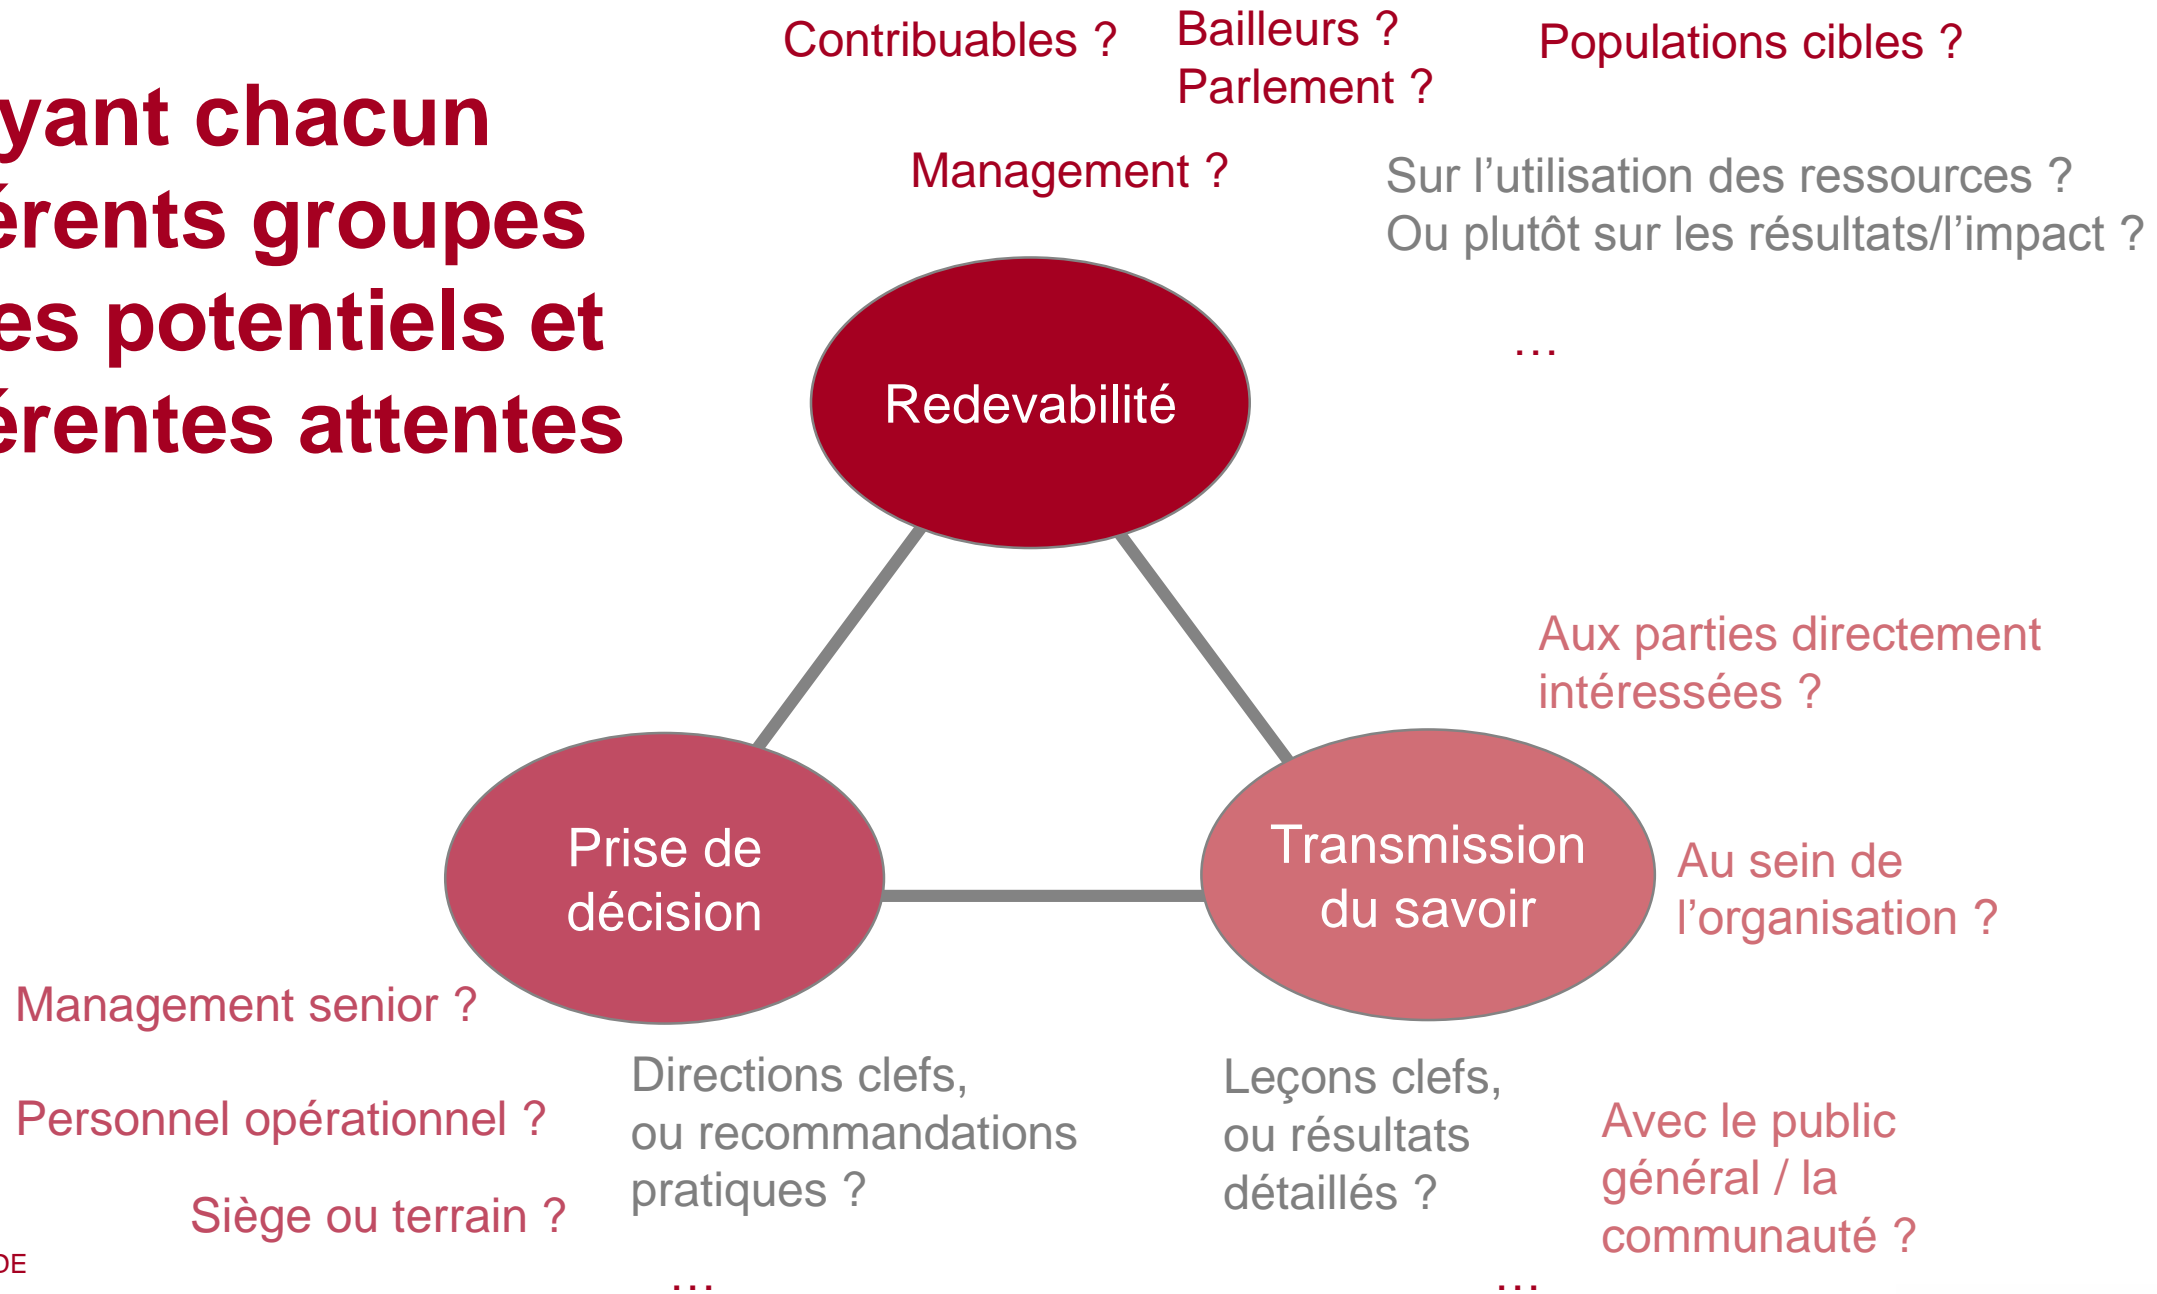 Contribuables ?
Bailleurs ?
Parlement ?
Populations cibles ?
yant chacun
érents groupes
es potentiels et
érentes attentes
Management ?
Sur l’utilisation des ressources ?
Ou plutôt sur les résultats/l’impact ?
…
Redevabilité
Aux parties directement
intéressées ?
Prise de
décision
Transmission
du savoir
Au sein de
l’organisation ?
Management senior ?
Personnel opérationnel ?
Siège ou terrain ?
Directions clefs,
ou recommandations
pratiques ?
…
Leçons clefs,
ou résultats
détaillés ?
…
Avec le public
général / la
communauté ?
DE